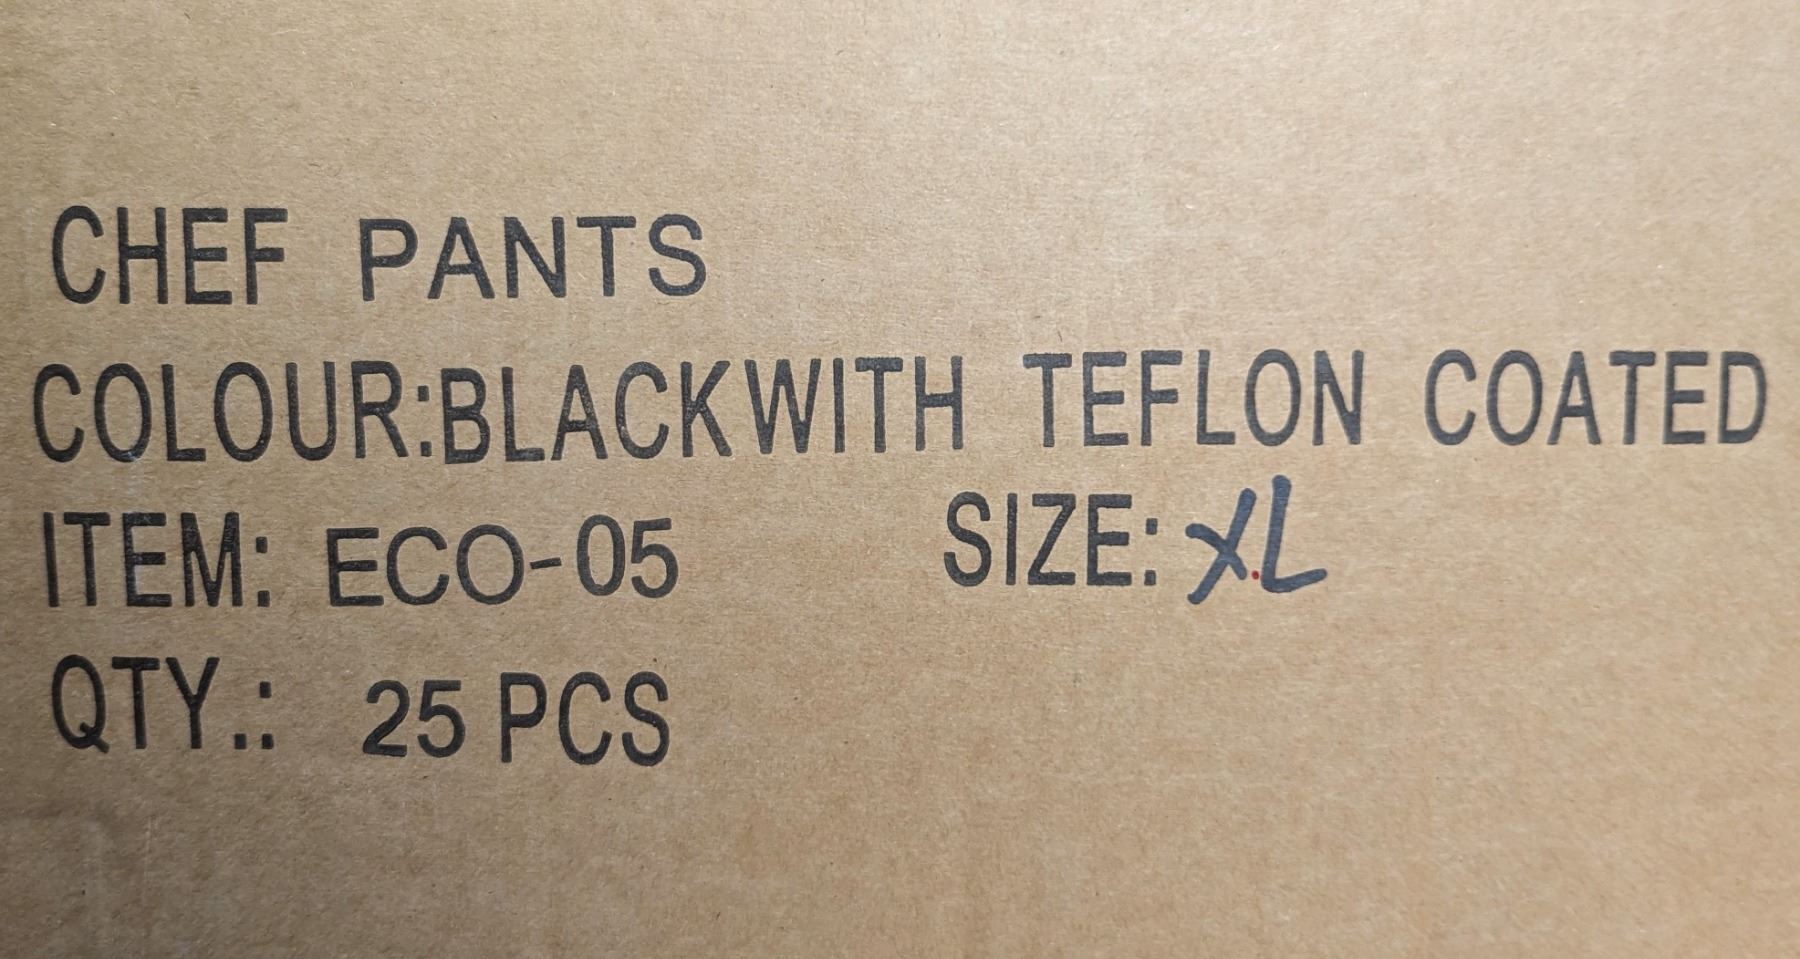 CHEF PANTS
COLOUR:BLACKWITH TEFLON COATED
ITEM: ECO-05 SIZE: XL
QTY.: 25 PCS